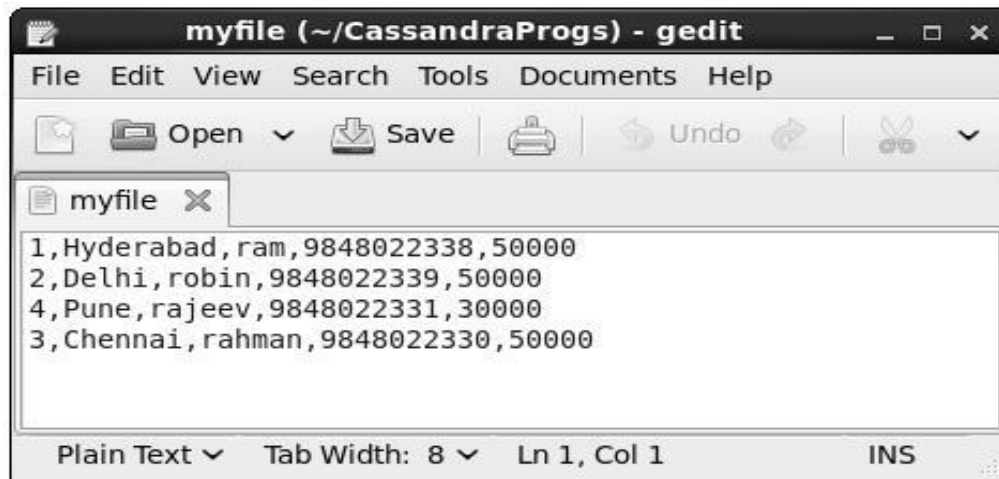 myfile (~/CassandraProgs) - gedit
File Edit View Search Tools Documents Help
Open Save Undo
myfile
1,Hyderabad,ram,9848022338,50000
2,Delhi,robin,9848022339,50000
4,Pune,rajeev,9848022331,30000
3,Chennai,rahman,9848022330,50000
Plain Text Tab Width: 8 Ln 1, Col 1 INS